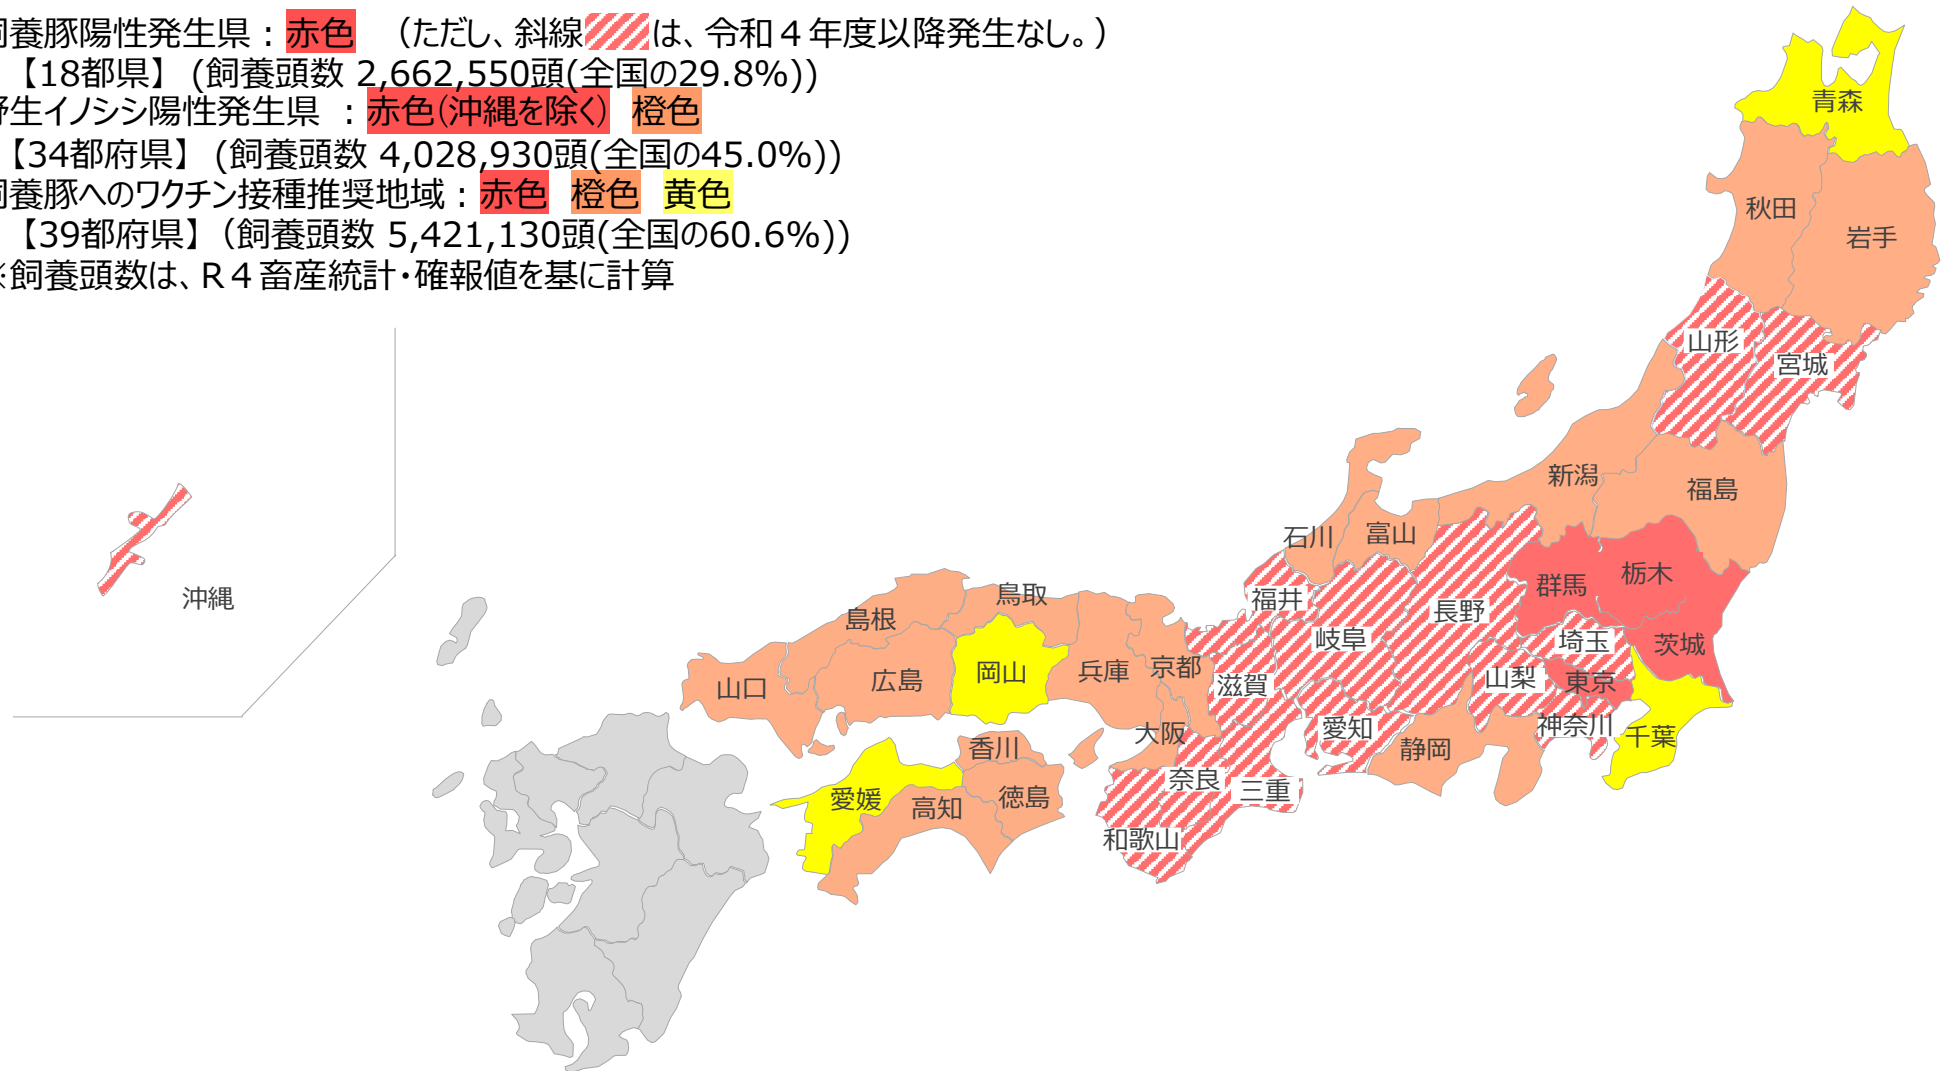 飼養豚陽性発生県：赤色 （ただし、斜線は、令和４年度以降発生なし。）
【18都県】 (飼養頭数 2,662,550頭(全国の29.8%))
野生イノシシ陽性発生県 ：赤色(沖縄を除く) 橙色
【34都府県】 (飼養頭数 4,028,930頭(全国の45.0%))
飼養豚へのワクチン接種推奨地域：赤色 橙色 黄色
【39都府県】（飼養頭数 5,421,130頭(全国の60.6%))
※飼養頭数は、R４畜産統計・確報値を基に計算
青森
秋田
岩手
山形
宮城
新潟
福島
石川
富山
群馬
栃木
茨城
福井
岐阜
長野
埼玉
東京
山梨
神奈川
千葉
静岡
愛知
滋賀
三重
奈良
和歌山
大阪
京都
兵庫
鳥取
島根
岡山
広島
山口
香川
徳島
愛媛
高知
沖縄